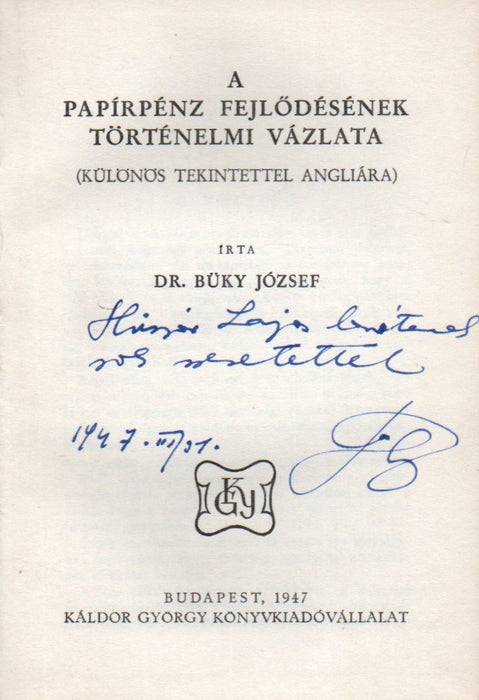 A
PAPÍRPÉNZ FEJLŐDÉSÉNEK
TÖRTÉNELMI VÁZLATA
(KÜLÖNÖS TEKINTETTEL ANGLIÁRA)
ÍRTA
DR. BÜKY JÓZSEF
Huszár Lajos barátomnak
sok szeretettel
1947. III/31.
KGY
BUDAPEST, 1947
KÁLDOR GYÖRGY KÖNYVKIADÓVÁLLALAT